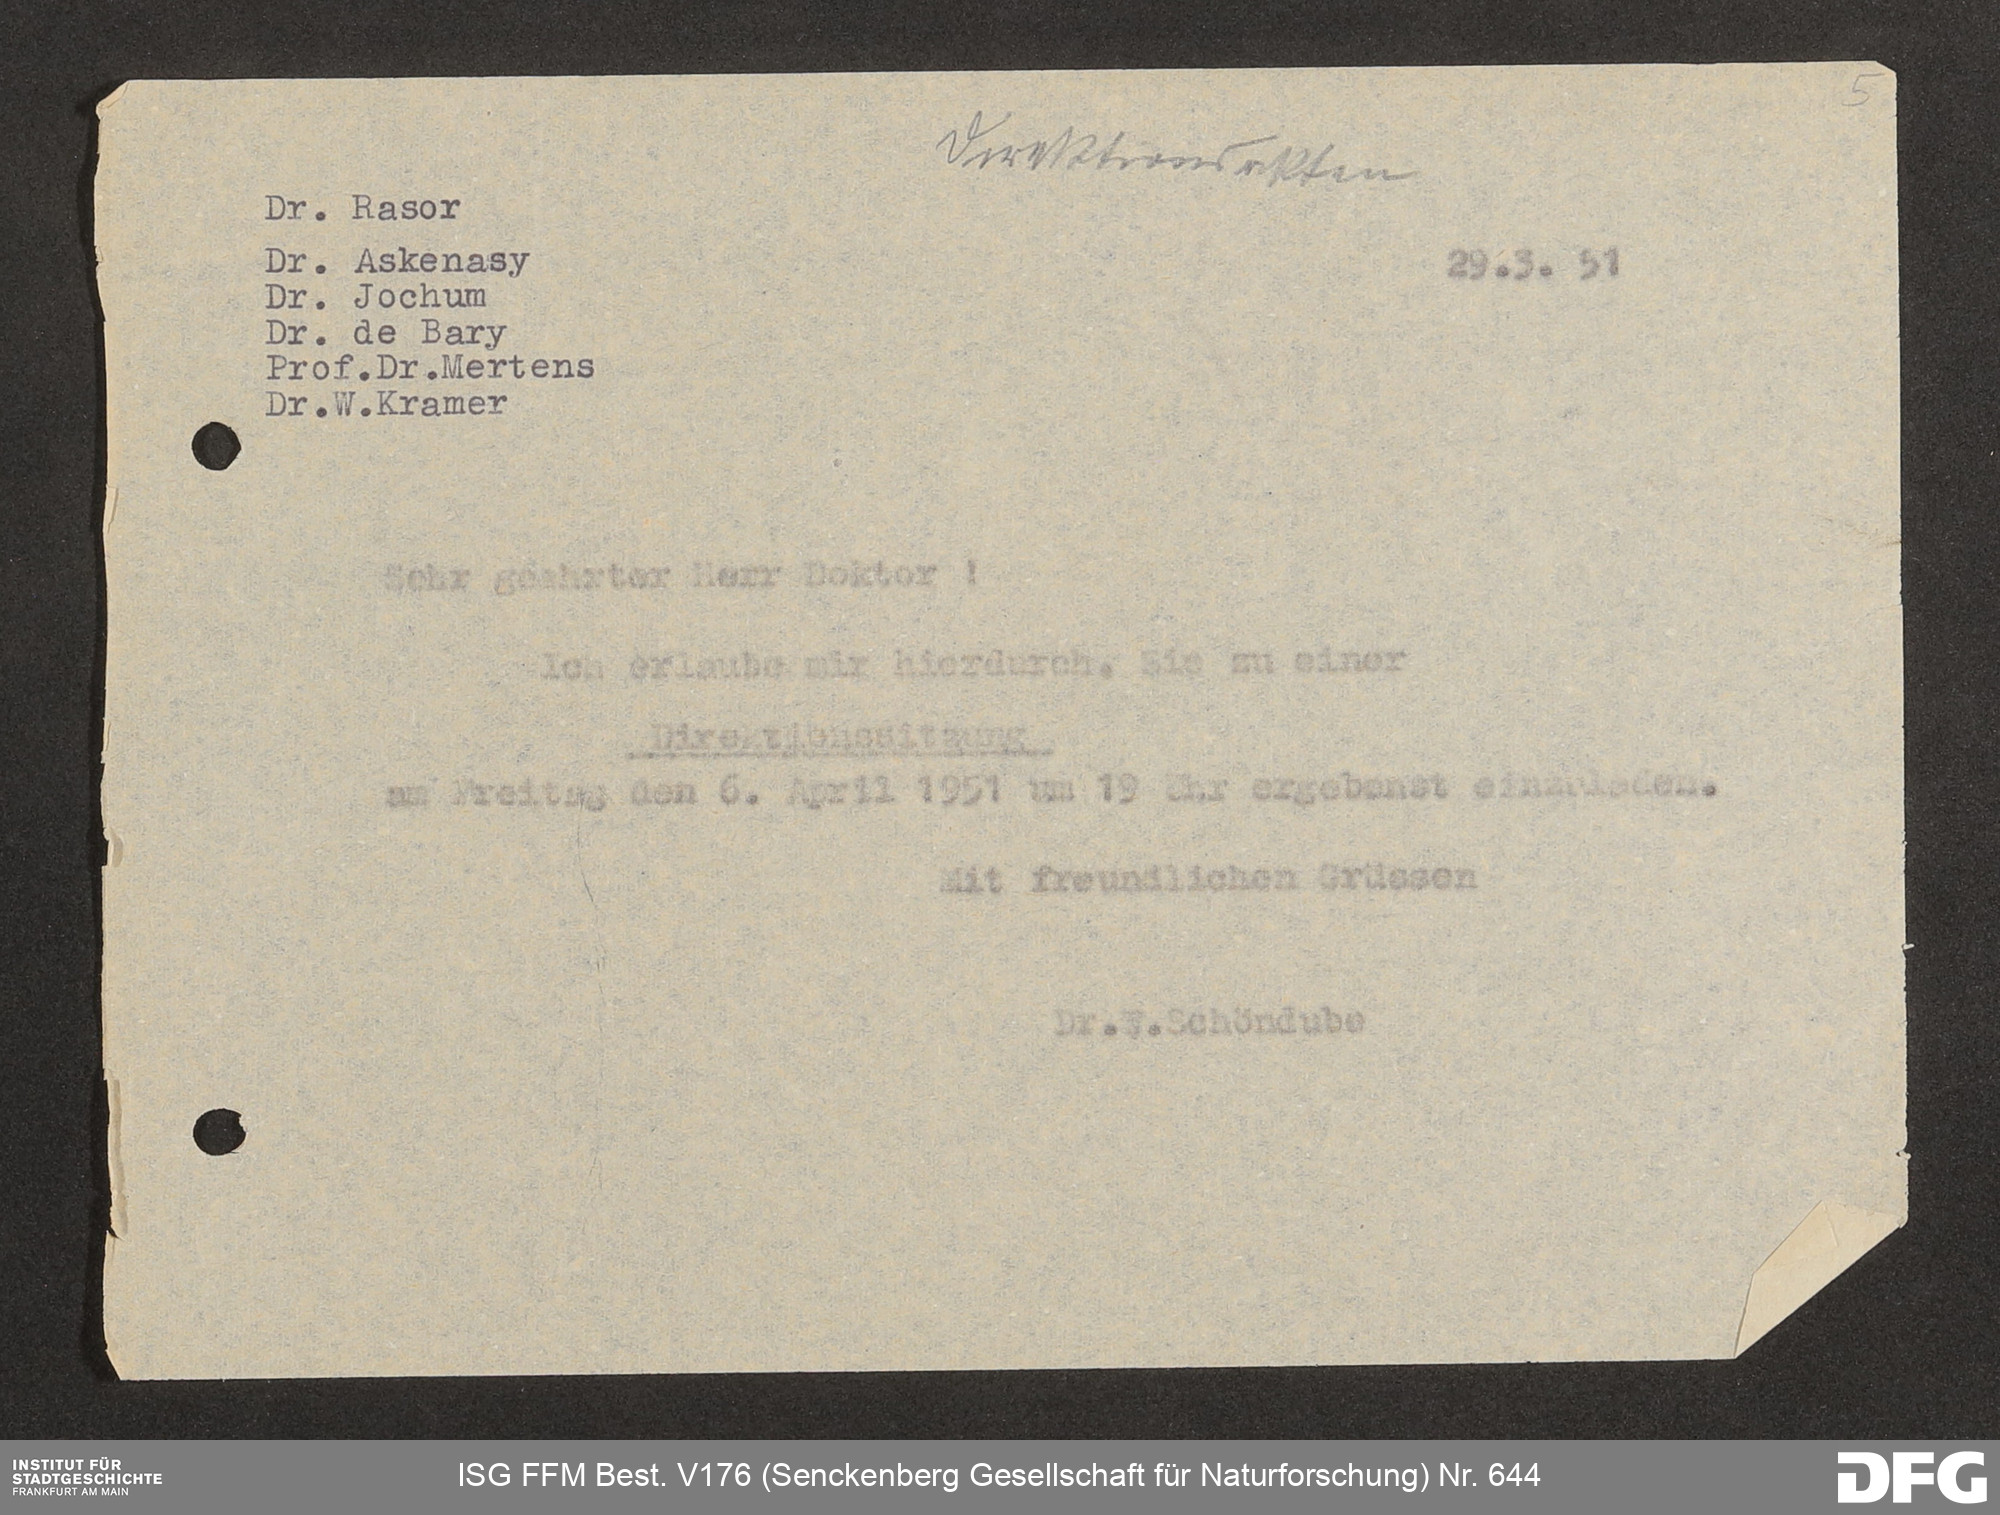 5
Direktionsakten
Dr. Rasor
29.3. 51
Dr. Askenasy
Dr. Jochum
Dr. de Bary
Prof.Dr.Mertens
Dr.W.Kramer
Sehr geehrter Herr Doktor !
Ich erlaube mir hierdurch. Sie zu einer
Direktionssitzung
am Freitag den 6. April 1951 um 19 Uhr ergebenst einzuladen.
Mit freundlichen Grüssen
Dr.W.Schöndube
INSTITUT FÜR
STADTGESCHICHTE
FRANKFURT AM MAIN
ISG FFM Best. V176 (Senckenberg Gesellschaft für Naturforschung) Nr. 644
DFG